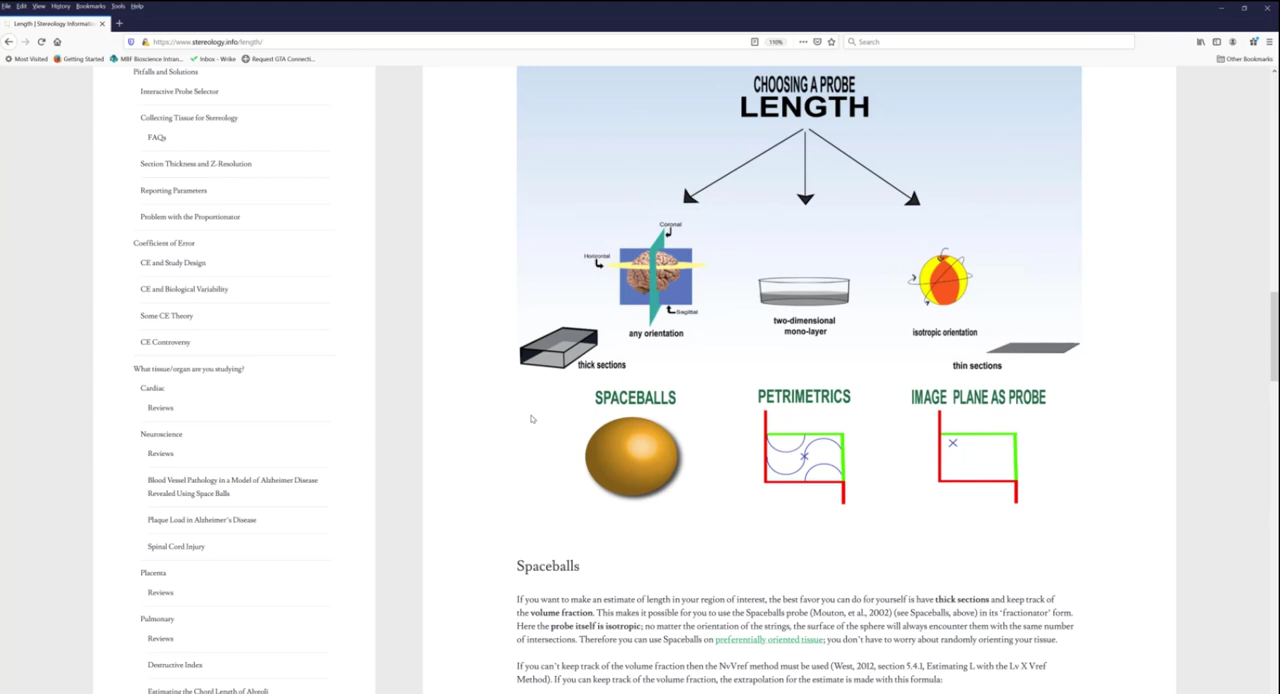 File Edit View History Bookmarks Tools Help
Length | Stereology Informatio
https://www.stereology.info/length/
110%
Search
Most Visited Getting Started MBF Bioscience Intran... Inbox - Wrike Request GTA Connecti...
Other Bookmarks
Pitfalls and Solutions
Interactive Probe Selector
Collecting Tissue for Stereology
FAQs
Section Thickness and Z-Resolution
Reporting Parameters
Problem with the Proportionator
Coefficient of Error
CE and Study Design
CE and Biological Variability
Some CE Theory
CE Controversy
What tissue/organ are you studying?
Cardiac
Reviews
Neuroscience
Reviews
Blood Vessel Pathology in a Model of Alzheimer Disease
Revealed Using Space Balls
Plaque Load in Alzheimer's Disease
Spinal Cord Injury
Placenta
Reviews
Pulmonary
Reviews
Destructive Index
Estimating the Chord Length of Alveoli
CHOOSING A PROBE
LENGTH
Coronal
Horizontal
Sagittal
any orientation
two-dimensional
mono-layer
isotropic orientation
thick sections
thin sections
SPACEBALLS
PETRIMETRICS
IMAGE PLANE AS PROBE
Spaceballs
If you want to make an estimate of length in your region of interest, the best favor you can do for yourself is have thick sections and keep track of
the volume fraction. This makes it possible for you to use the Spaceballs probe (Mouton, et al., 2002) (see Spaceballs, above) in its 'fractionator' form.
Here the probe itself is isotropic; no matter the orientation of the strings, the surface of the sphere will always encounter them with the same number
of intersections. Therefore you can use Spaceballs on preferentially oriented tissue; you don't have to worry about randomly orienting your tissue.
If you can't keep track of the volume fraction then the NvVref method must be used (West, 2012, section 5.4.1, Estimating L with the Lv X Vref
Method). If you can keep track of the volume fraction, the extrapolation for the estimate is made with this formula: